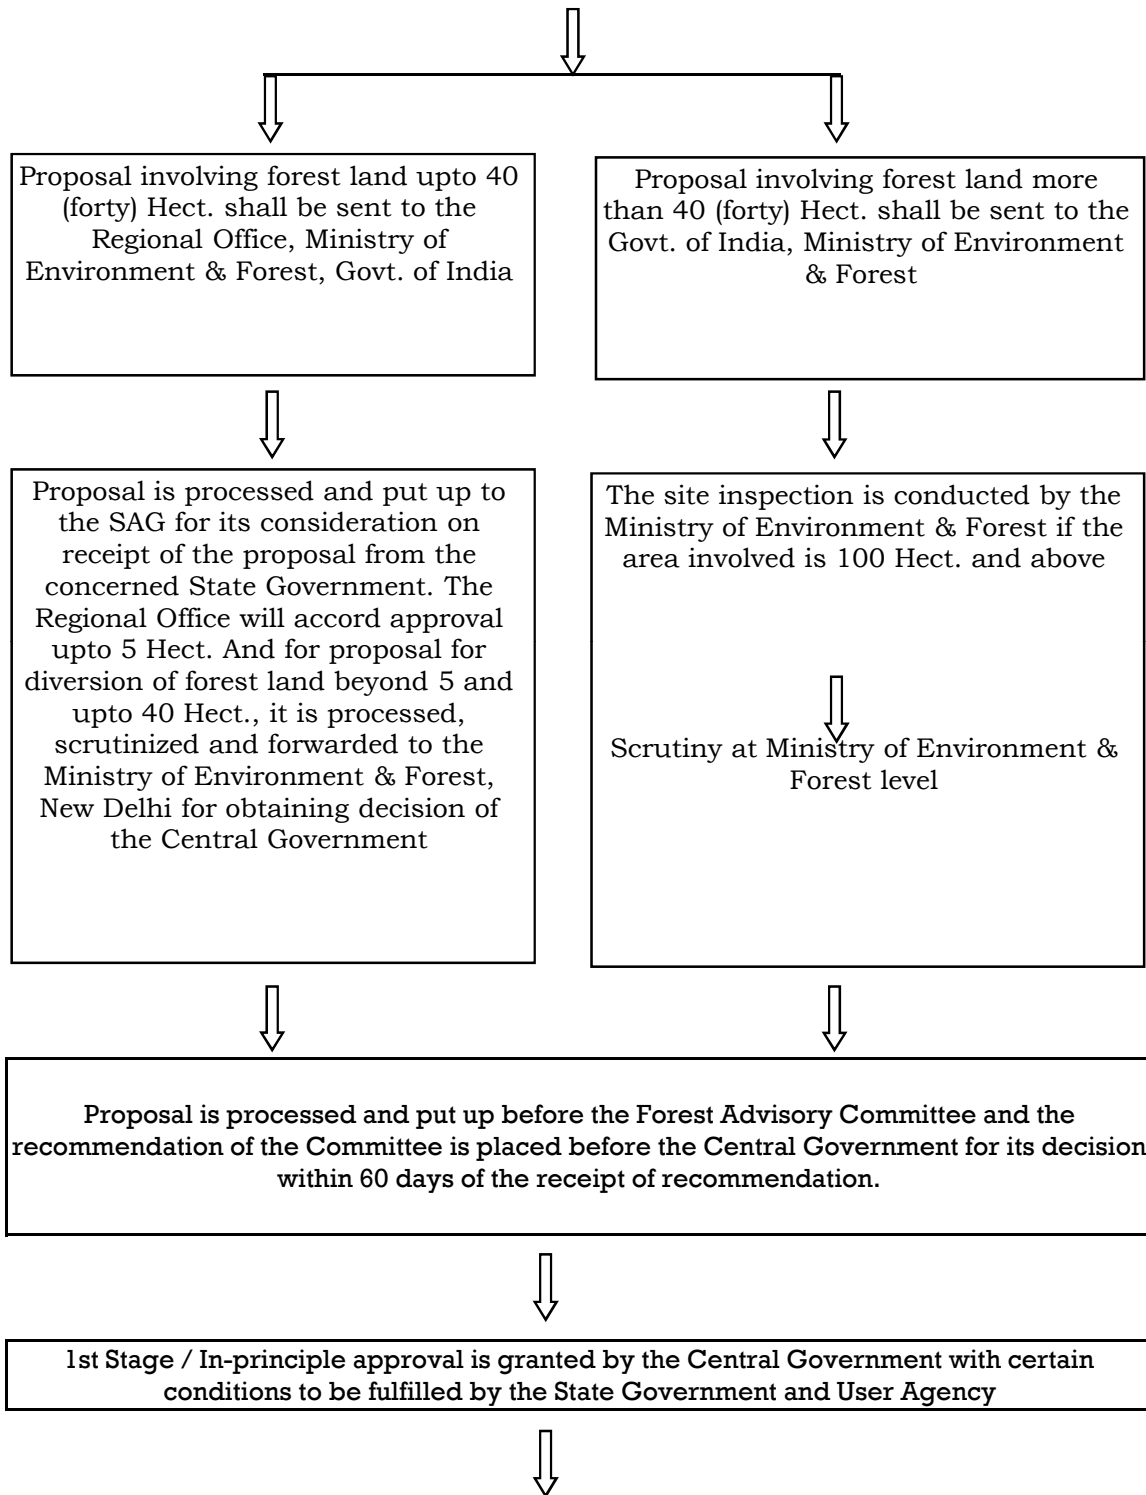 Proposal involving forest land upto 40
(forty) Hect. shall be sent to the
Regional Office, Ministry of
Environment & Forest, Govt. of India
Proposal involving forest land more
than 40 (forty) Hect. shall be sent to the
Govt. of India, Ministry of Environment
& Forest
Proposal is processed and put up to
the SAG for its consideration on
receipt of the proposal from the
concerned State Government. The
Regional Office will accord approval
upto 5 Hect. And for proposal for
diversion of forest land beyond 5 and
upto 40 Hect., it is processed,
scrutinized and forwarded to the
Ministry of Environment & Forest,
New Delhi for obtaining decision of
the Central Government
The site inspection is conducted by the
Ministry of Environment & Forest if the
area involved is 100 Hect. and above
Scrutiny at Ministry of Environment &
Forest level
Proposal is processed and put up before the Forest Advisory Committee and the
recommendation of the Committee is placed before the Central Government for its decision
within 60 days of the receipt of recommendation.
1st Stage / In-principle approval is granted by the Central Government with certain
conditions to be fulfilled by the State Government and User Agency